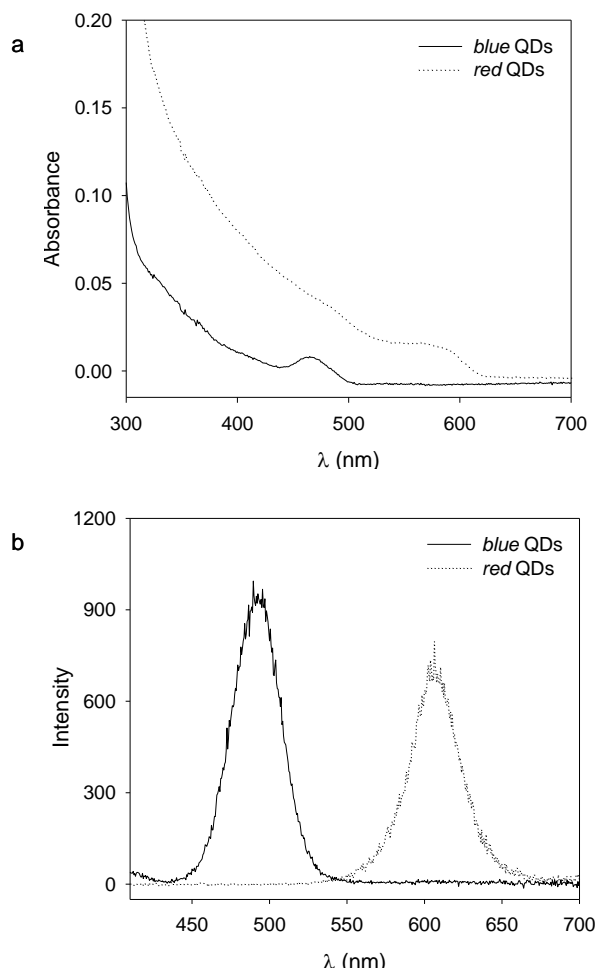 a
0.20
0.15
0.10
0.05
0.00
Absorbance
blue QDs
red QDs
300 400 500 600 700
λ (nm)
b
1200
900
600
300
0
Intensity
blue QDs
red QDs
450 500 550 600 650 700
λ (nm)